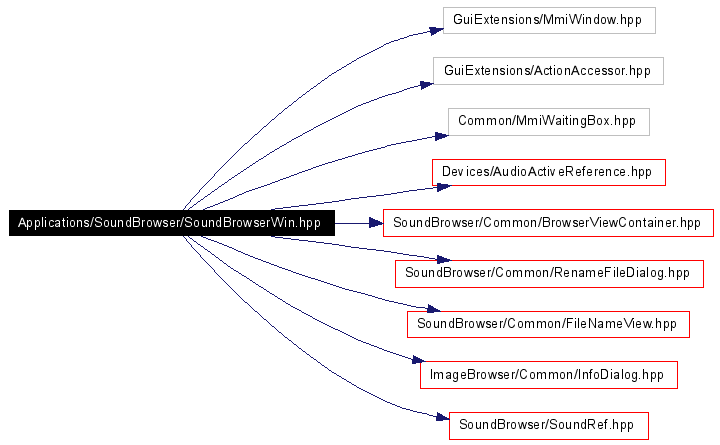 GuiExtensions/MmiWindow.hpp
GuiExtensions/ActionAccessor.hpp
Common/MmiWaitingBox.hpp
Devices/AudioActiveReference.hpp
Applications/SoundBrowser/SoundBrowserWin.hpp
SoundBrowser/Common/BrowserViewContainer.hpp
SoundBrowser/Common/RenameFileDialog.hpp
SoundBrowser/Common/FileNameView.hpp
ImageBrowser/Common/InfoDialog.hpp
SoundBrowser/SoundRef.hpp